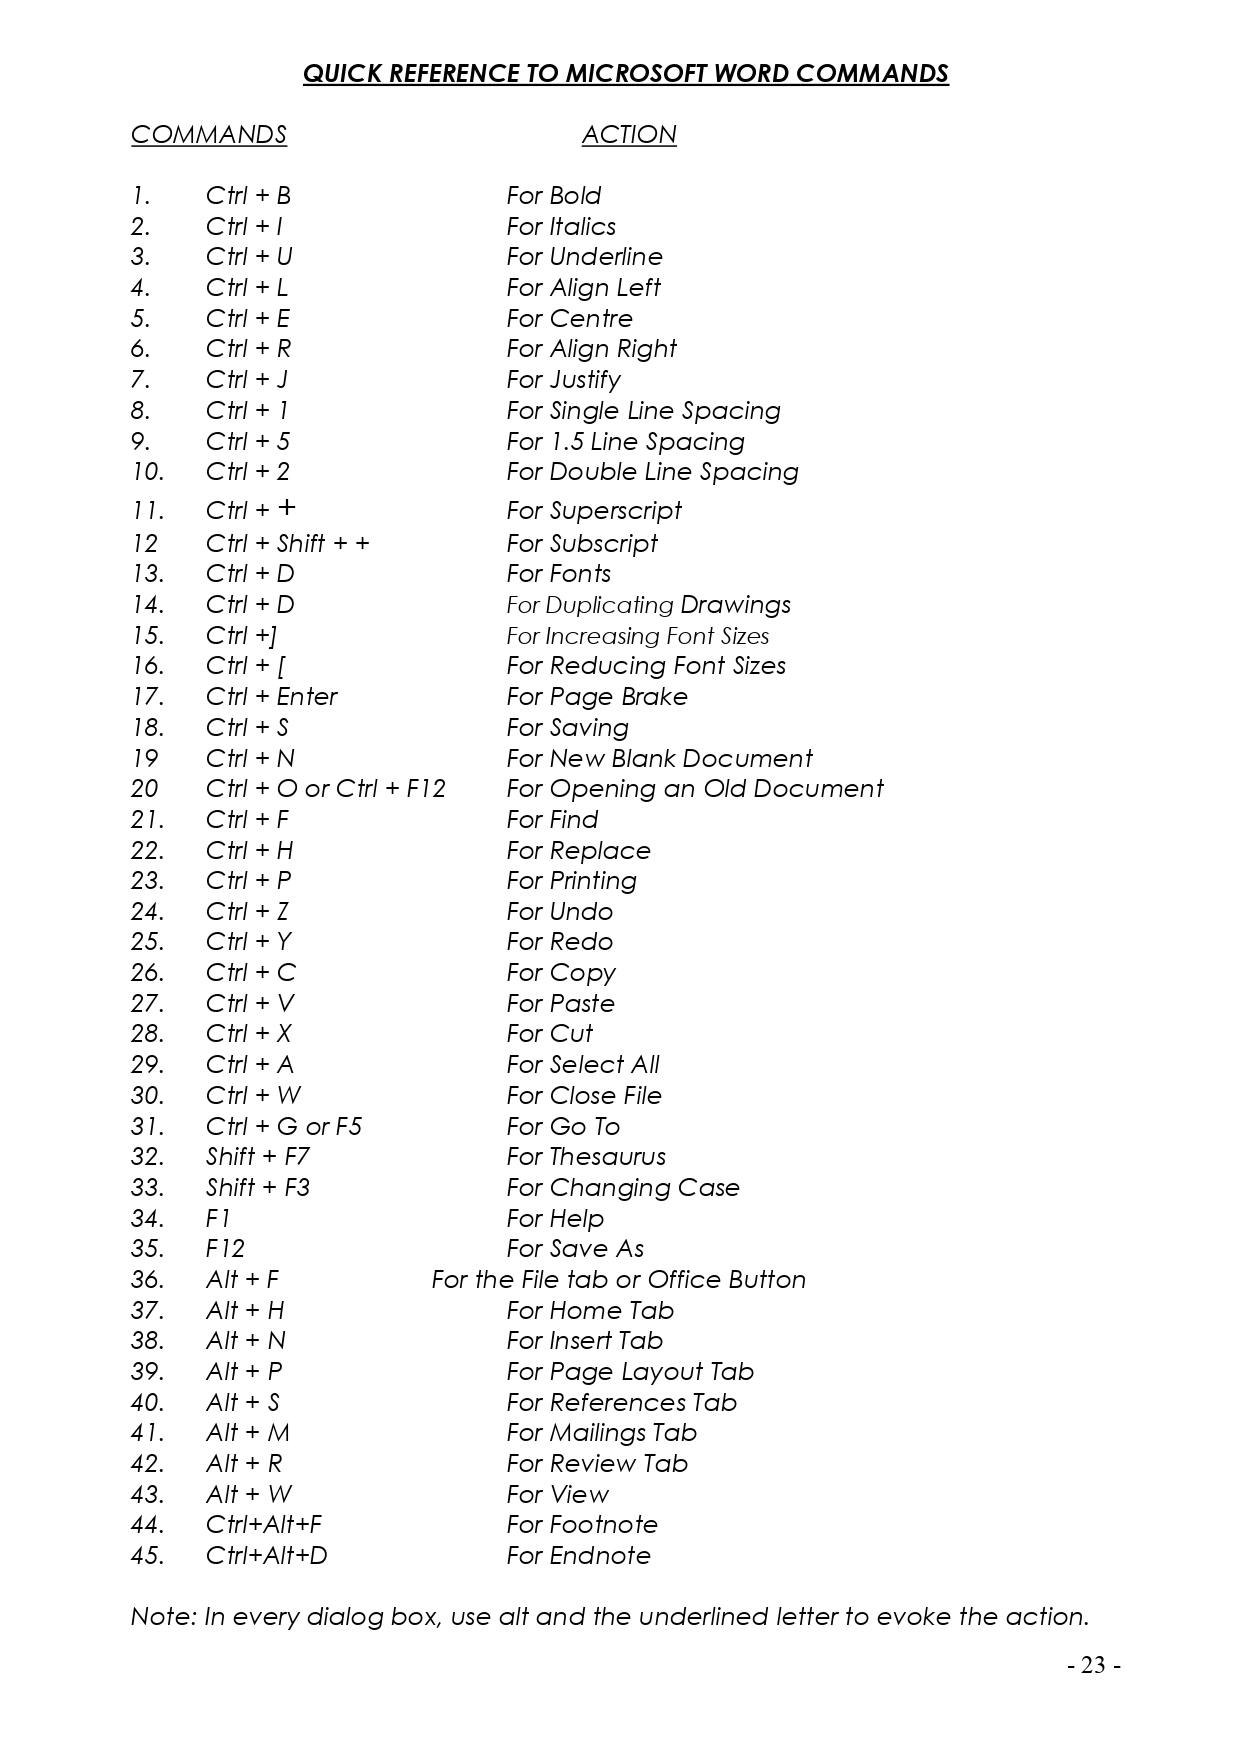 QUICK REFERENCE TO MICROSOFT WORD COMMANDS
COMMANDS ACTION
1. Ctrl + B For Bold
2. Ctrl + I For Italics
3. Ctrl + U For Underline
4. Ctrl + L For Align Left
5. Ctrl + E For Centre
6. Ctrl + R For Align Right
7. Ctrl + J For Justify
8. Ctrl + 1 For Single Line Spacing
9. Ctrl + 5 For 1.5 Line Spacing
10. Ctrl + 2 For Double Line Spacing
11. Ctrl + + For Superscript
12 Ctrl + Shift + + For Subscript
13. Ctrl + D For Fonts
14. Ctrl + D For Duplicating Drawings
15. Ctrl +] For Increasing Font Sizes
16. Ctrl + [ For Reducing Font Sizes
17. Ctrl + Enter For Page Brake
18. Ctrl + S For Saving
19 Ctrl + N For New Blank Document
20 Ctrl + O or Ctrl + F12 For Opening an Old Document
21. Ctrl + F For Find
22. Ctrl + H For Replace
23. Ctrl + P For Printing
24. Ctrl + Z For Undo
25. Ctrl + Y For Redo
26. Ctrl + C For Copy
27. Ctrl + V For Paste
28. Ctrl + X For Cut
29. Ctrl + A For Select All
30. Ctrl + W For Close File
31. Ctrl + G or F5 For Go To
32. Shift + F7 For Thesaurus
33. Shift + F3 For Changing Case
34. F1 For Help
35. F12 For Save As
36. Alt + F For the File tab or Office Button
37. Alt + H For Home Tab
38. Alt + N For Insert Tab
39. Alt + P For Page Layout Tab
40. Alt + S For References Tab
41. Alt + M For Mailings Tab
42. Alt + R For Review Tab
43. Alt + W For View
44. Ctrl+Alt+F For Footnote
45. Ctrl+Alt+D For Endnote
Note: In every dialog box, use alt and the underlined letter to evoke the action.
- 23 -